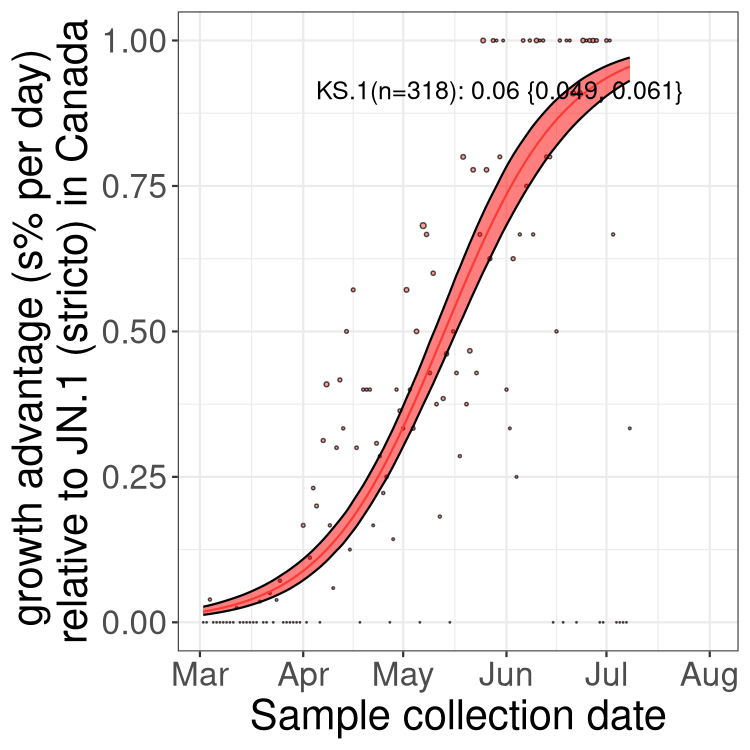 growth advantage (s% per day)
relative to JN.1 (stricto) in Canada
1.00
0.75
0.50
0.25
0.00
KS.1(n=318): 0.06 {0.049, 0.061}
Mar Apr May Jun Jul Aug
Sample collection date